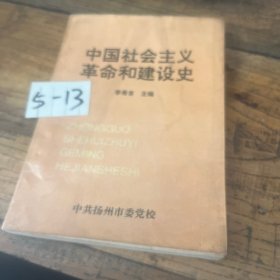 中国社会主义
革命和建设史
主编
5-13
ZHONGGUO
SHEHUIZHUYI
GEMING
HEJIANSHESHI
中共扬州市委党校